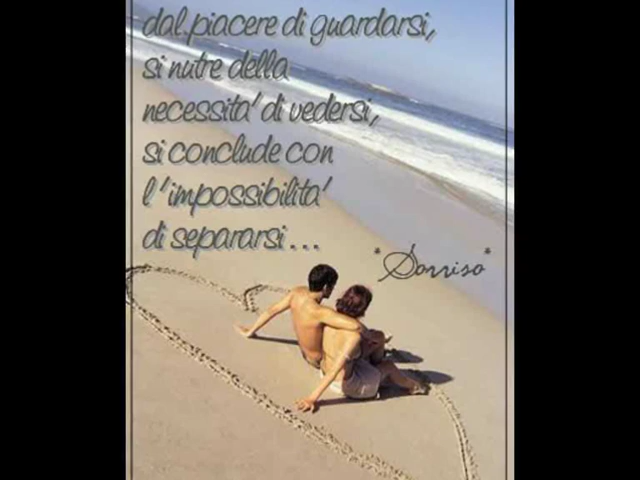 dal piacere di guardarsi,
si nutre della
necessita' di vedersi,
si conclude con
l'impossibilita'
di separarsi...
*Sorriso*